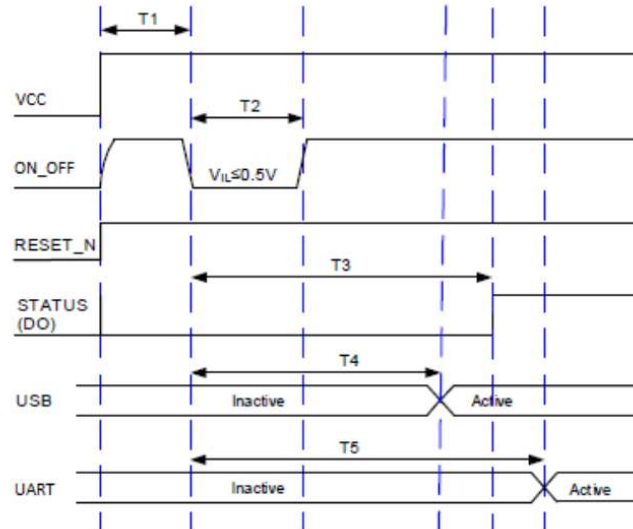 T1
VCC
T2
ON_OFF
VIL≤0.5V
RESET_N
T3
STATUS
(DO)
T4
USB
Inactive
Active
T5
UART
Inactive
Active